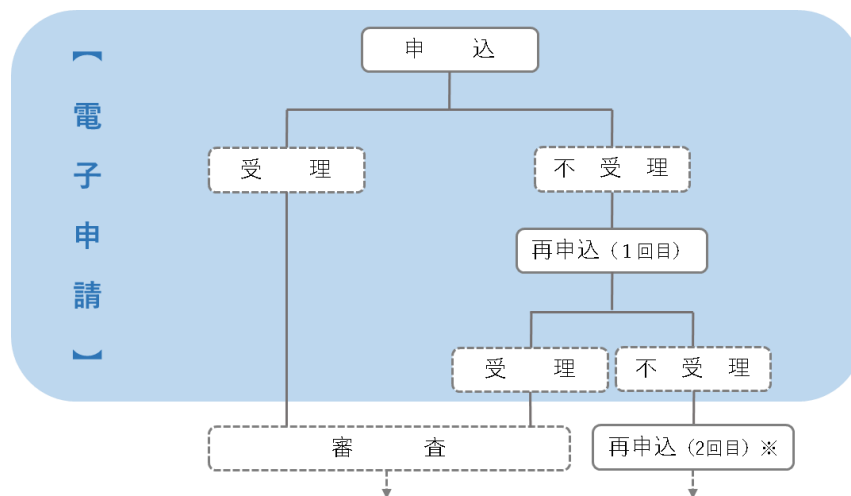 【電子申請】
申込
受理
不受理
再申込（１回目）
受理
不受理
審査
再申込（2回目）※